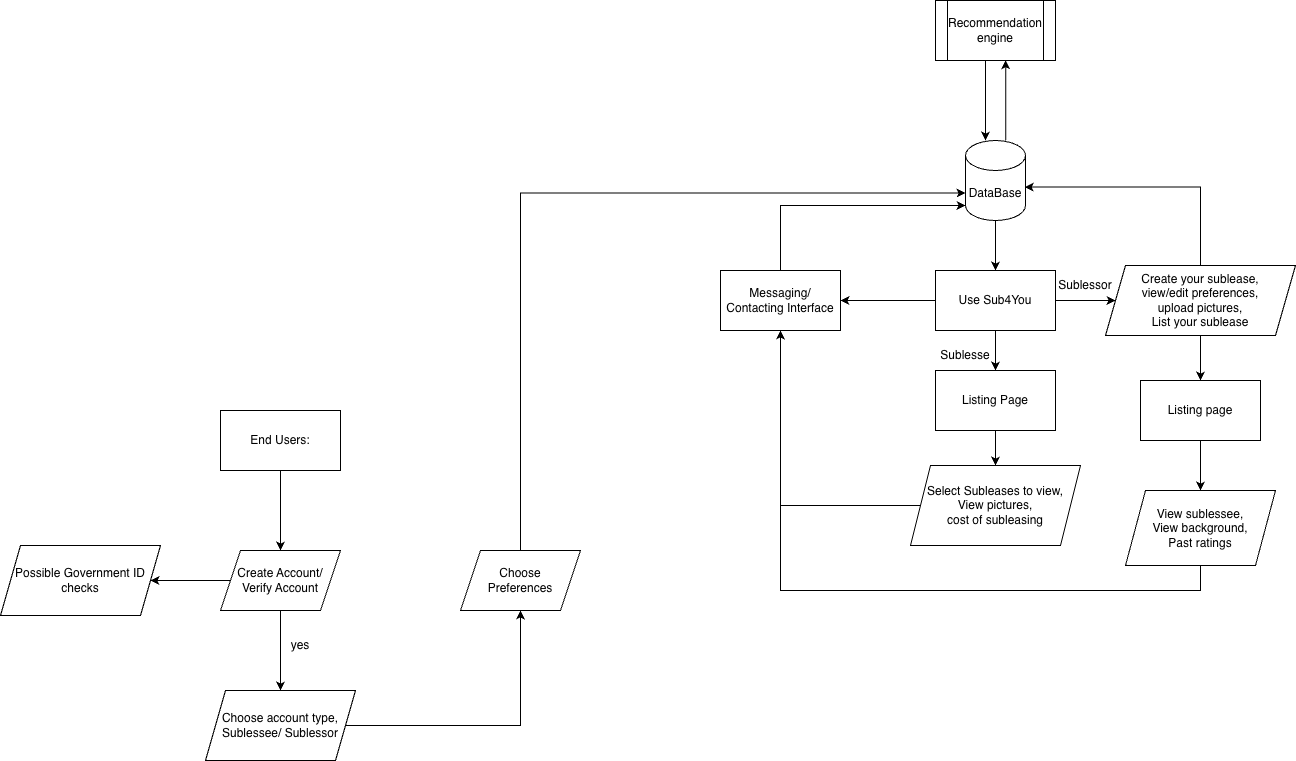 Recommendation
engine
DataBase
Messaging/
Contacting Interface
Use Sub4You
Sublessor
Create your sublease,
view/edit preferences,
upload pictures,
List your sublease
Sublesse
Listing Page
Listing page
End Users:
Select Subleases to view,
View pictures,
cost of subleasing
View sublessee,
View background,
Past ratings
Possible Government ID
checks
Create Account/
Verify Account
Choose
Preferences
yes
Choose account type,
Sublessee/ Sublessor